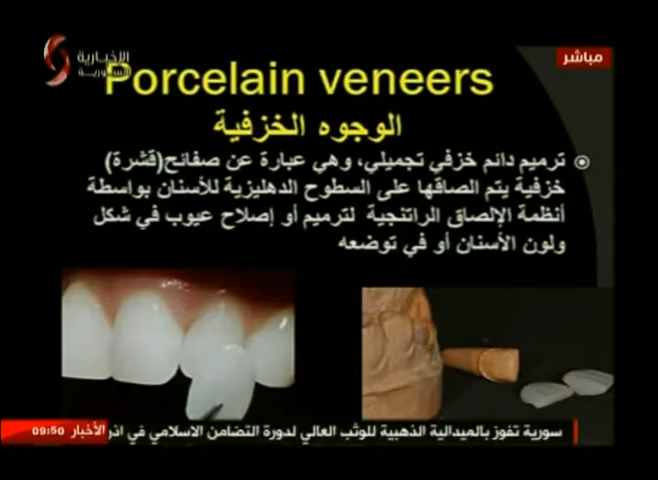 الإخبارية
السورية
مباشر
Porcelain veneers
الوجوه الخزفية
ترميم دائم خزفي تجميلي، وهي عبارة عن صفائح(قشرة)
خزفية يتم الصاقها على السطوح الدهليزية للأسنان بواسطة
أنظمة الإلصاق الراتنجية لترميم أو إصلاح عيوب في شكل
ولون الأسنان أو في توضعه
سورية تفوز بالميدالية الذهبية للوثب العالي لدورة التضامن الاسلامي في اذر
الأخبار 09:50